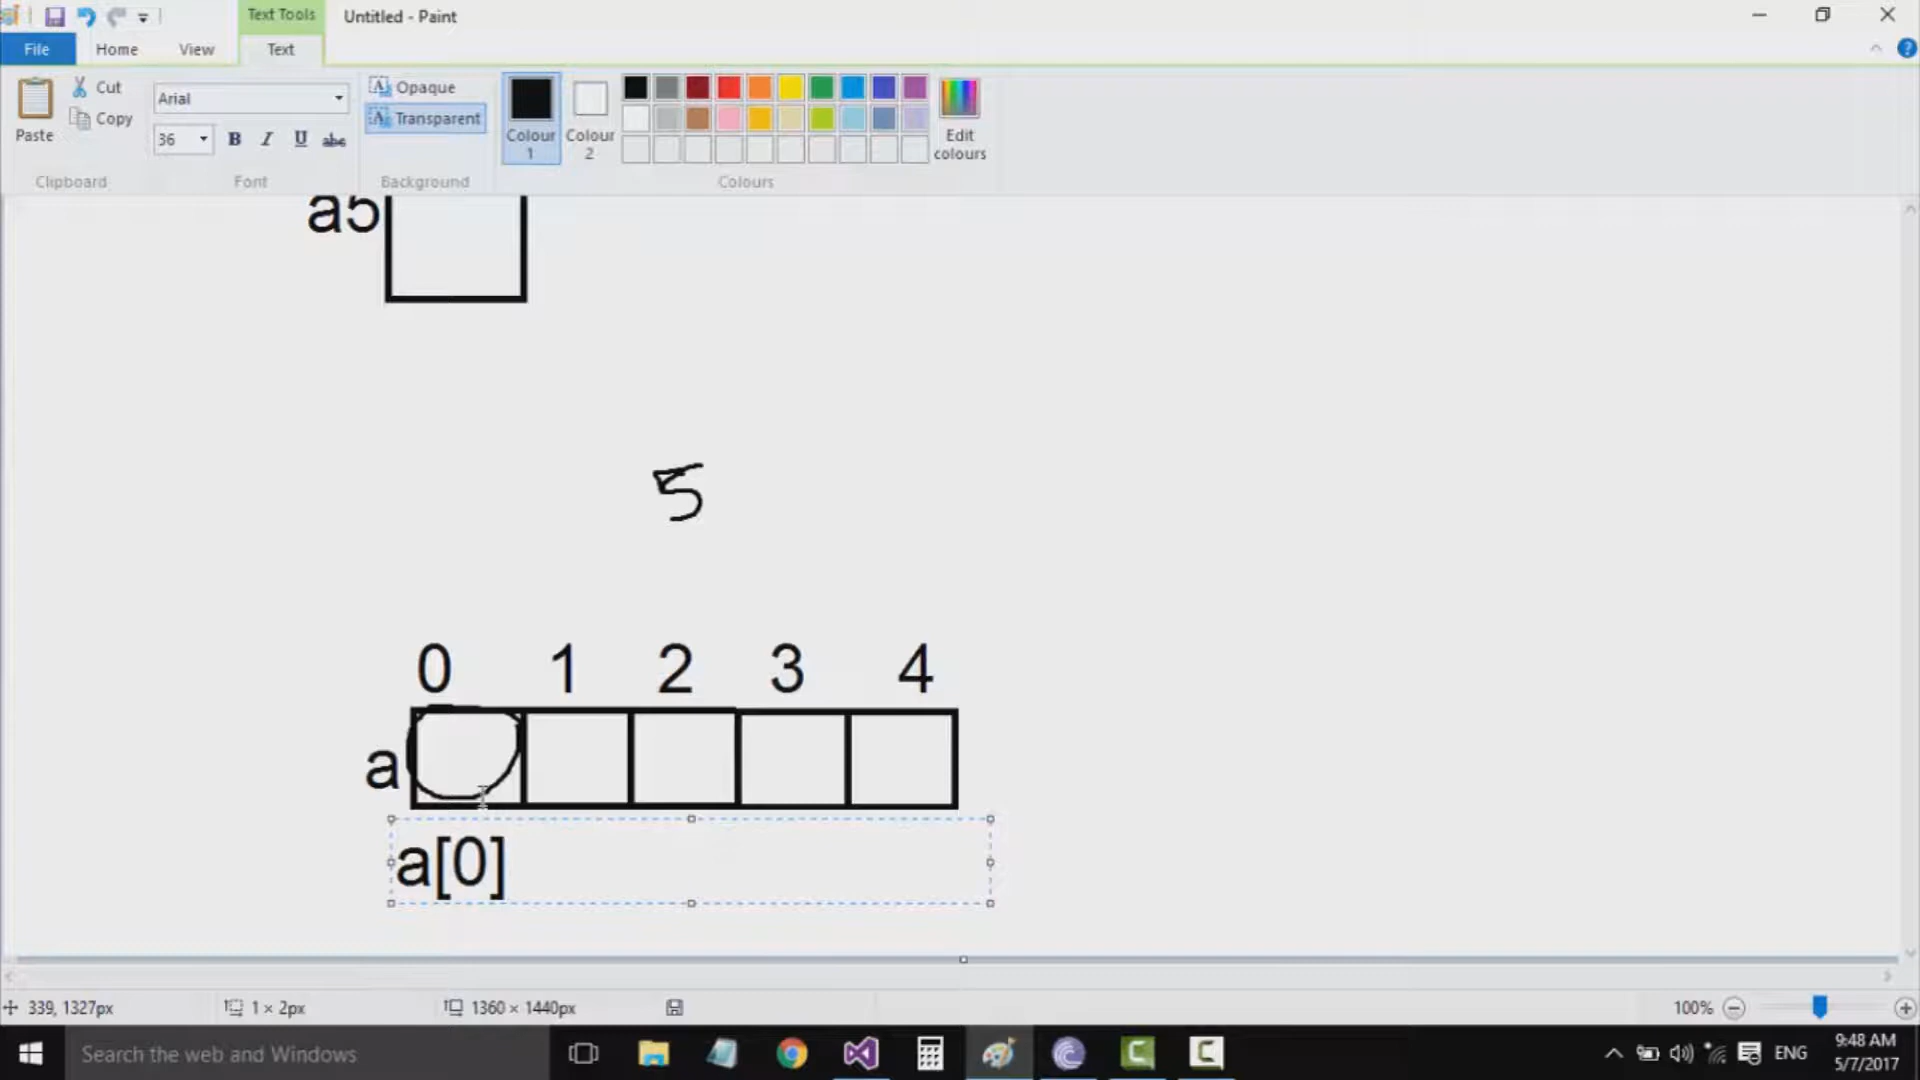 Text Tools
Untitled - Paint
File
Home
View
Text
Paste
Cut
Copy
Arial
36
B
I
U
abc
Opaque
Transparent
Colour
1
Colour
2
Edit
colours
Clipboard
Font
Background
Colours
a5
5
0 1 2 3 4
a
a[0]
339, 1327px
1 × 2px
1360 × 1440px
100%
Search the web and Windows
ENG
9:48 AM
5/7/2017